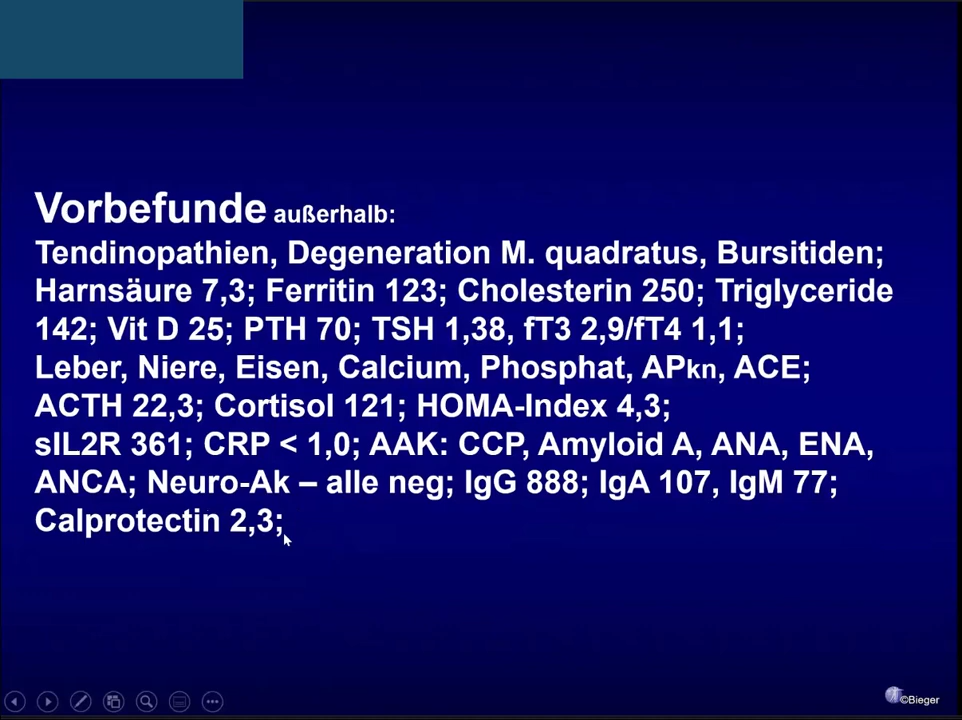 Vorbefunde außerhalb:
Tendinopathien, Degeneration M. quadratus, Bursitiden;
Harnsäure 7,3; Ferritin 123; Cholesterin 250; Triglyceride
142; Vit D 25; PTH 70; TSH 1,38, fT3 2,9/fT4 1,1;
Leber, Niere, Eisen, Calcium, Phosphat, APkn, ACE;
ACTH 22,3; Cortisol 121; HOMA-Index 4,3;
sIL2R 361; CRP < 1,0; AAK: CCP, Amyloid A, ANA, ENA,
ANCA; Neuro-Ak – alle neg; IgG 888; IgA 107, IgM 77;
Calprotectin 2,3;
©Bieger